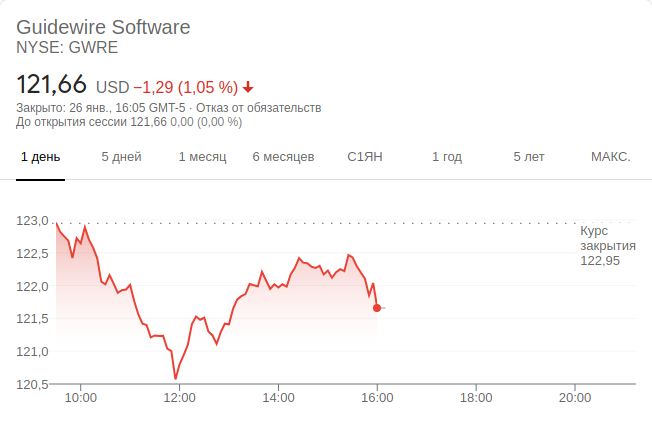 Guidewire Software
NYSE: GWRE
121,66 USD −1,29 (1,05 %)
Закрыто: 26 янв., 16:05 GMT-5 · Отказ от обязательств
До открытия сессии 121,66 0,00 (0,00 %)
1 день 5 дней 1 месяц 6 месяцев С1ЯН 1 год 5 лет МАКС.
123,0
Курс
закрытия
122,95
122,5
122,0
121,5
121,0
120,5
10:00 12:00 14:00 16:00 18:00 20:00